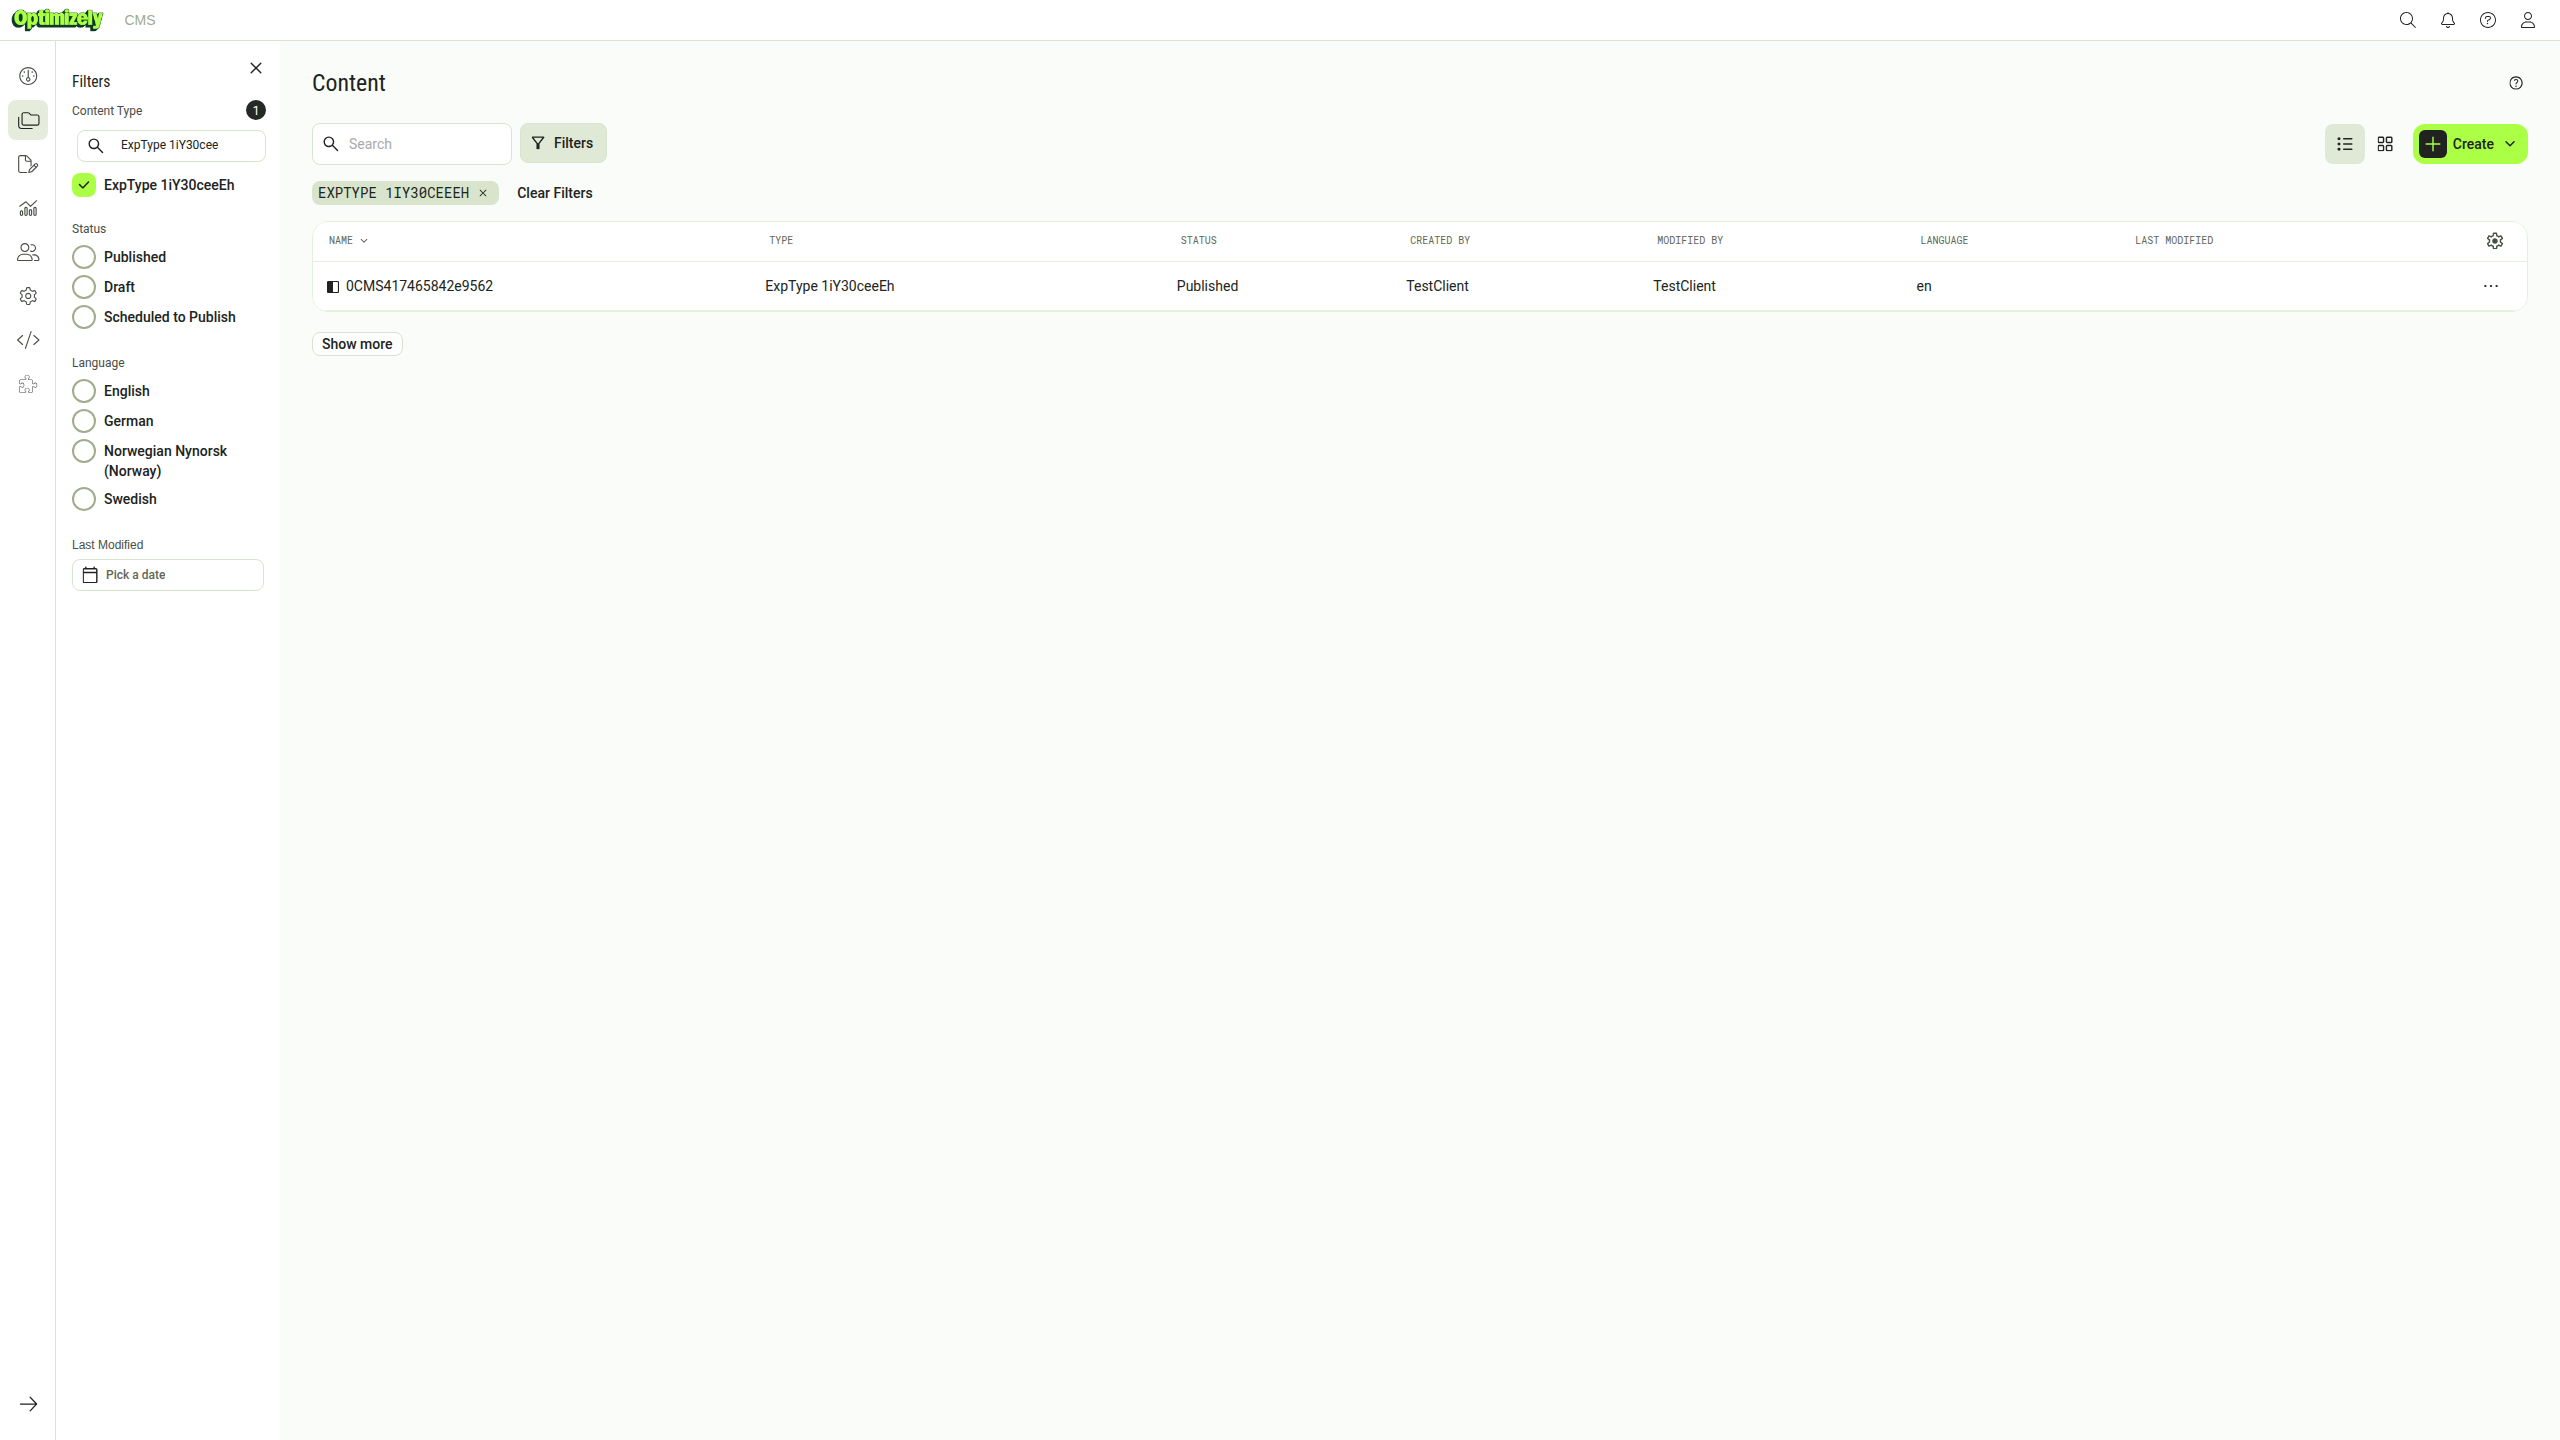 Optimizely CMS
Filters
Content Type 1
ExpType 1iY30cee
ExpType 1iY30ceeEh
Status
Published
Draft
Scheduled to Publish
Language
English
German
Norwegian Nynorsk
(Norway)
Swedish
Last Modified
Pick a date
Content
Search Filters
Create
EXPTYPE 1IY30CEEEH Clear Filters
NAME TYPE STATUS CREATED BY MODIFIED BY LANGUAGE LAST MODIFIED
0CMS417465842e9562 ExpType 1iY30ceeEh Published TestClient TestClient en
Show more